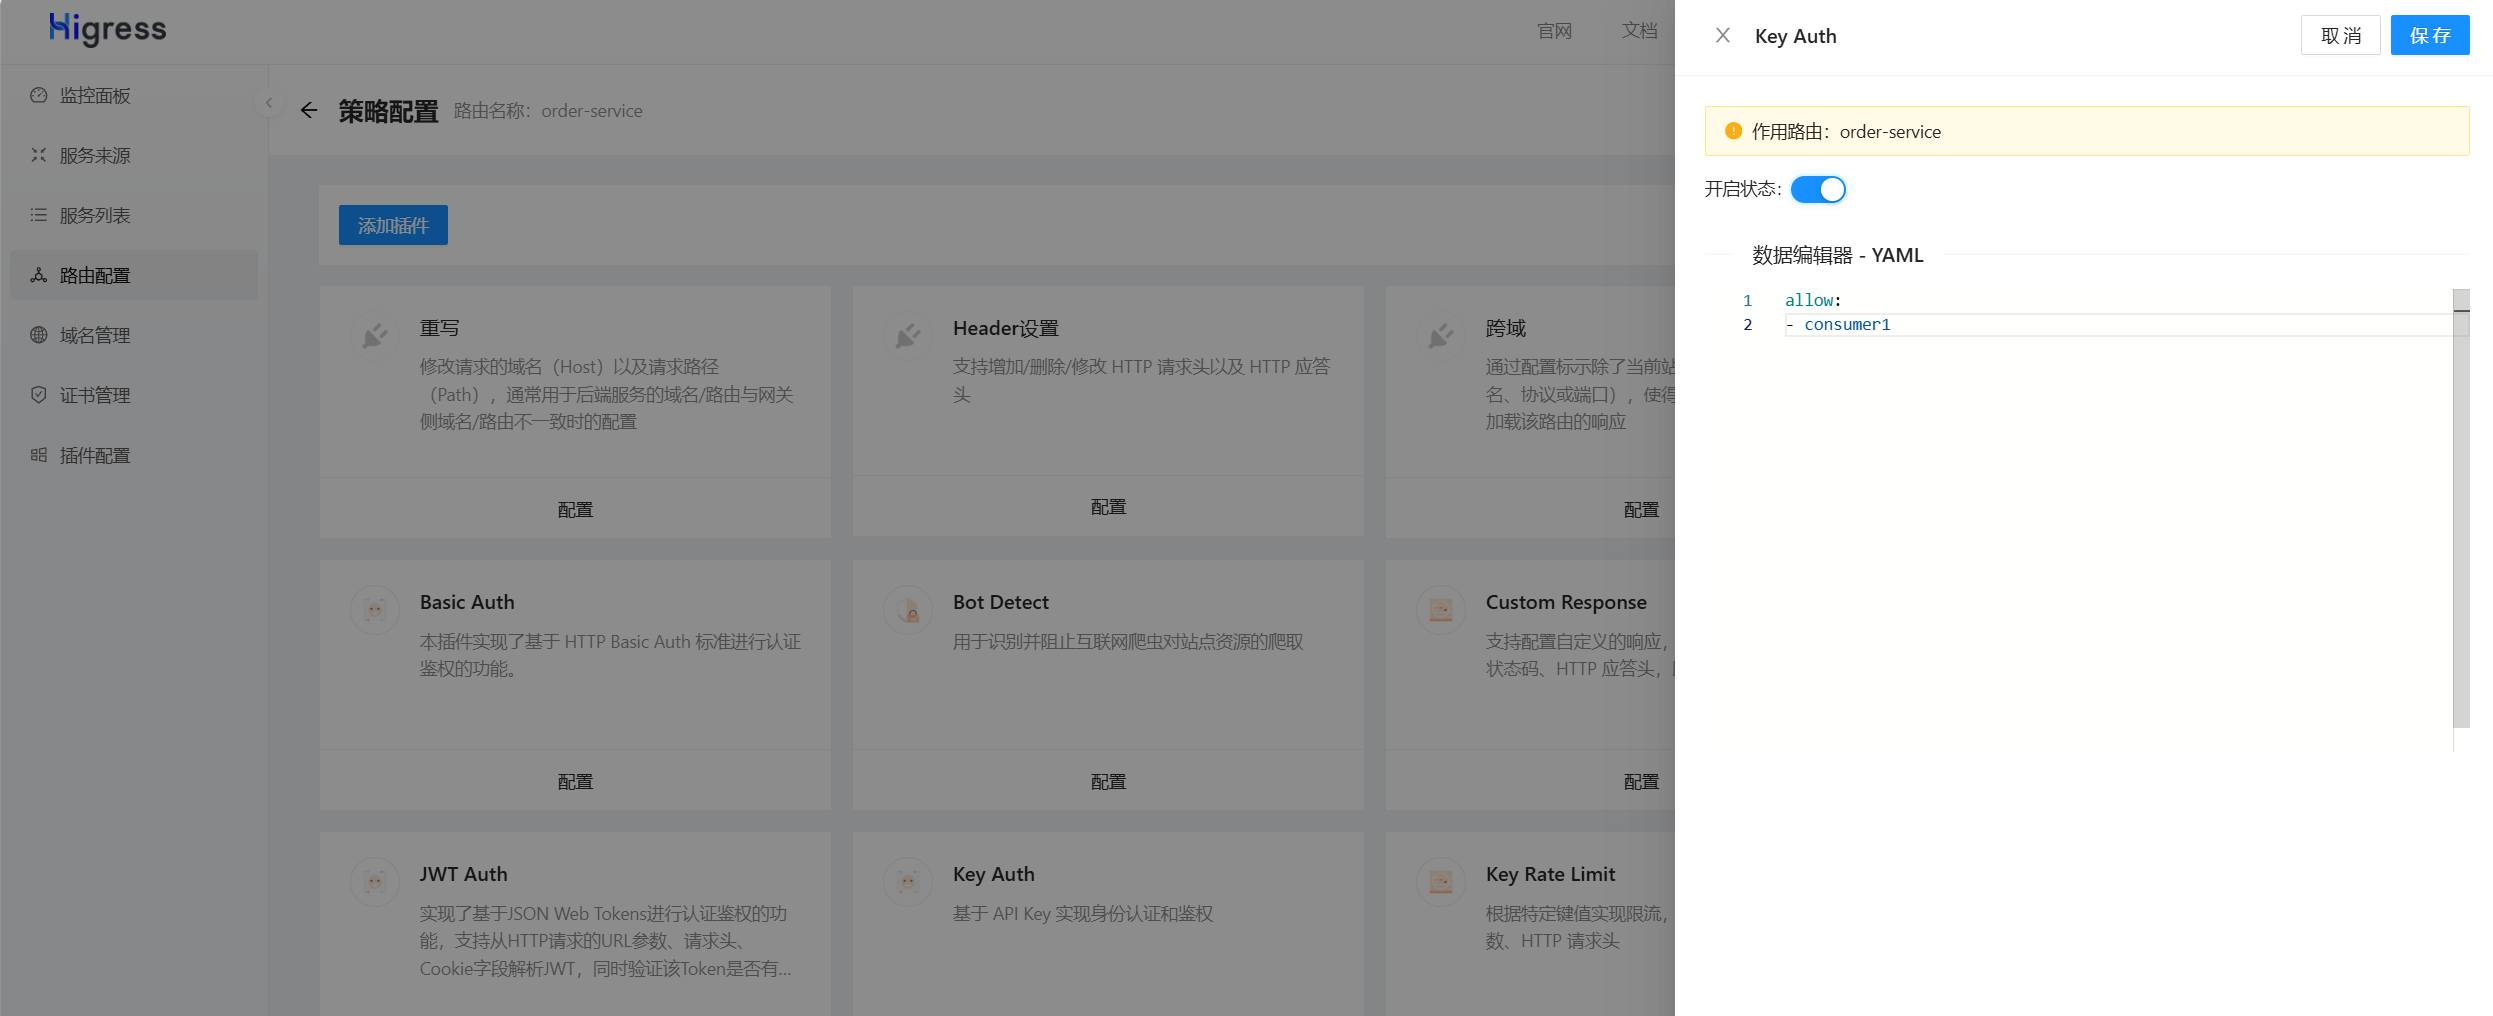 Higress
官网
文档
监控面板
服务来源
服务列表
路由配置
域名管理
证书管理
插件配置
策略配置 路由名称：order-service
添加插件
重写
修改请求的域名（Host）以及请求路径
（Path），通常用于后端服务的域名/路由与网关
侧域名/路由不一致时的配置
配置
Header设置
支持增加/删除/修改 HTTP 请求头以及 HTTP 应答
头
配置
跨域
通过配置标示除了当前站
名、协议或端口），使得
加载该路由的响应
配置
Basic Auth
本插件实现了基于 HTTP Basic Auth 标准进行认证
鉴权的功能。
配置
Bot Detect
用于识别并阻止互联网爬虫对站点资源的爬取
配置
Custom Response
支持配置自定义的响应，
状态码、HTTP 应答头，
配置
JWT Auth
实现了基于JSON Web Tokens进行认证鉴权的功
能，支持从HTTP请求的URL参数、请求头、
Cookie字段解析JWT，同时验证该Token是否有...
Key Auth
基于 API Key 实现身份认证和鉴权
Key Rate Limit
根据特定键值实现限流，
数、HTTP 请求头
Key Auth
取 消
保 存
作用路由：order-service
开启状态：
数据编辑器 - YAML
1 allow:
2 - consumer1